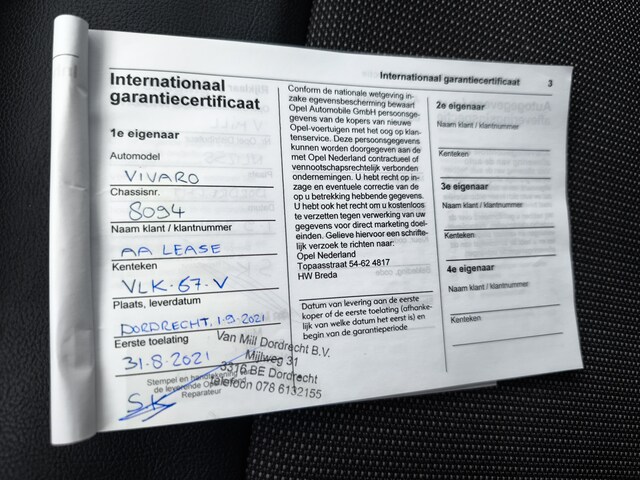 Internationaal garantiecertificaat 3
Internationaal
garantiecertificaat
1e eigenaar
Automodel
VIVARO
Chassisnr.
8094
Naam klant / klantnummer
AA LEASE
Kenteken
VLK-67-V
Plaats, leverdatum
DORDRECHT, 1-9-2021
Eerste toelating
31-8-2021
Stempel en handtekening
de leverende Opel
Reparateur
SK
Van Mill Dordrecht B.V.
Mijlweg 31
3316 BE Dordrecht
telefoon 078 6132155
Conform de nationale wetgeving in-
zake egevensbescherming bewaart
Opel Automobile GmbH persoonsge-
gevens van de kopers van nieuwe
Opel-voertuigen met het oog op klan-
tenservice. Deze persoonsgegevens
kunnen worden doorgegeven aan de
met Opel Nederland contractueel of
vennootschapsrechtelijk verbonden
ondernemingen. U hebt recht op in-
zage en eventuele correctie van de
op u betrekking hebbende gegevens.
U hebt ook het recht om u kosteloos
te verzetten tegen verwerking van uw
gegevens voor direct marketing doel-
einden. Gelieve hiervoor een schrifte-
lijk verzoek te richten naar:
Opel Nederland
Topaasstraat 54-62 4817
HW Breda
Datum van levering aan de eerste
koper of de eerste toelating (afhanke-
lijk van welke datum het eerst is) en
begin van de garantieperiode
2e eigenaar
Naam klant / klantnummer
Kenteken
3e eigenaar
Naam klant / klantnummer
Kenteken
4e eigenaar
Naam klant / klantnummer
Kenteken